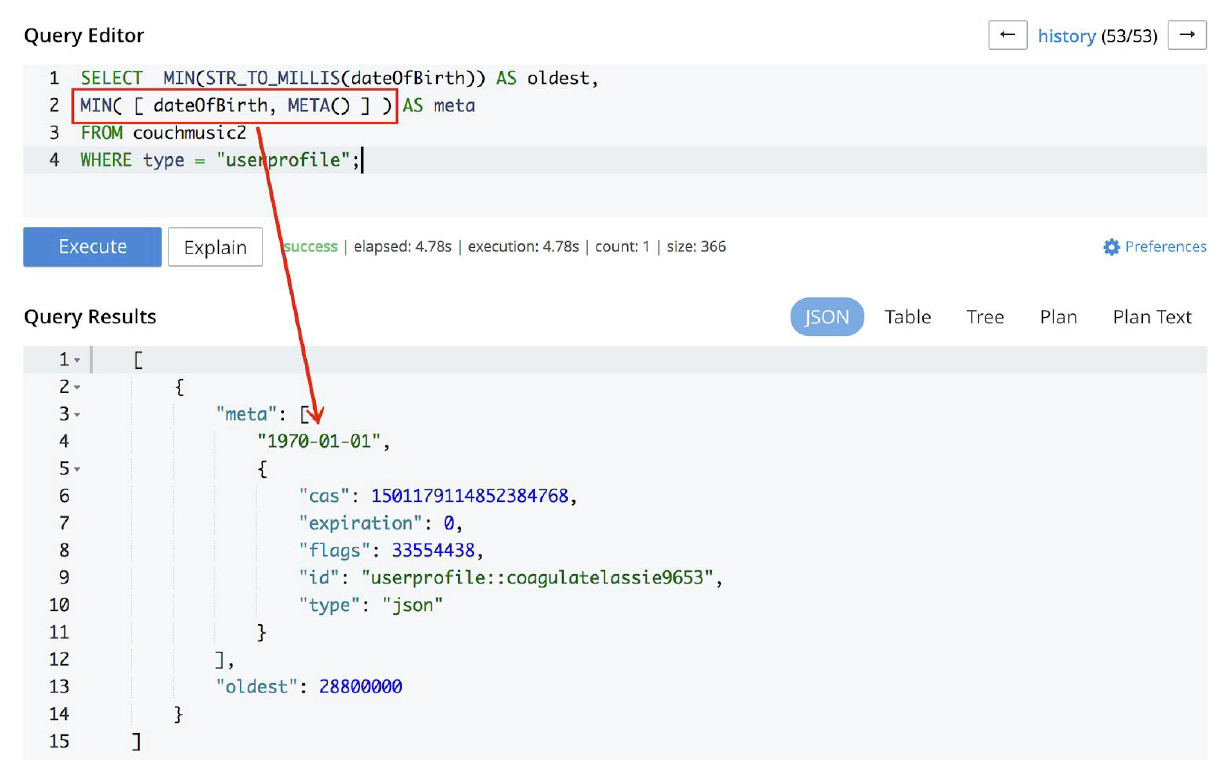 Query Editor
← history (53/53) →
1 SELECT  MIN(STR_TO_MILLIS(dateOfBirth)) AS oldest,
2 MIN( [ dateOfBirth, META() ] ) AS meta
3 FROM couchmusic2
4 WHERE type = "userprofile";
Execute Explain success | elapsed: 4.78s | execution: 4.78s | count: 1 | size: 366 Preferences
Query Results JSON Table Tree Plan Plan Text
1 [
2 {
3 "meta": [
4 "1970-01-01",
5 {
6 "cas": 1501179114852384768,
7 "expiration": 0,
8 "flags": 33554438,
9 "id": "userprofile::coagulatelassie9653",
10 "type": "json"
11 }
12 ],
13 "oldest": 28800000
14 }
15 ]